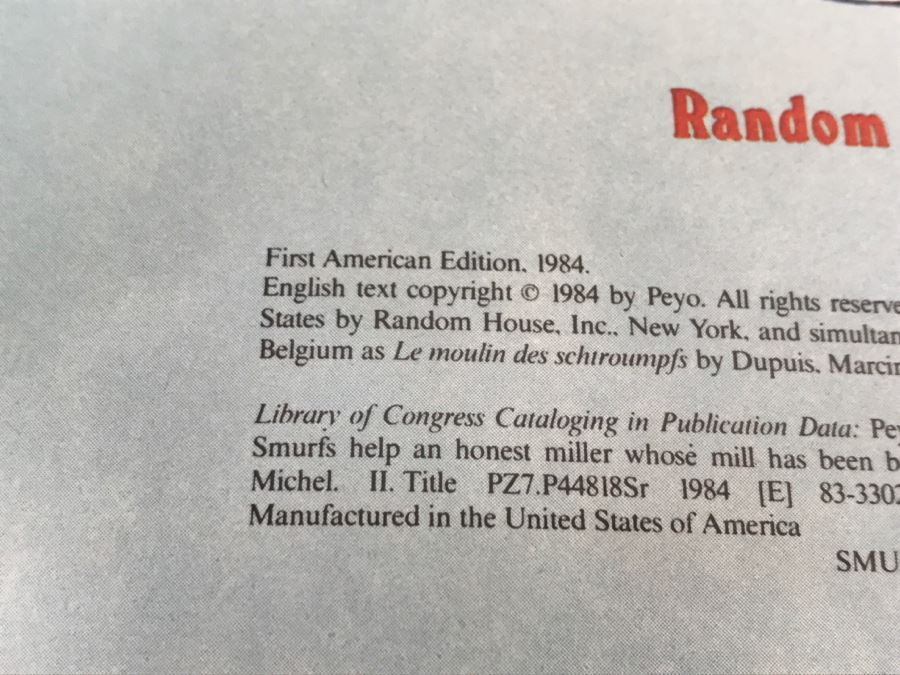 Random
First American Edition. 1984.
English text copyright © 1984 by Peyo. All rights reserve
States by Random House, Inc.. New York, and simultan
Belgium as Le moulin des schtroumpfs by Dupuis. Marcin
Library of Congress Cataloging in Publication Data: Pey
Smurfs help an honest miller whose mill has been b
Michel. II. Title PZ7.P44818Sr 1984 [E] 83-3302
Manufactured in the United States of America
SMU